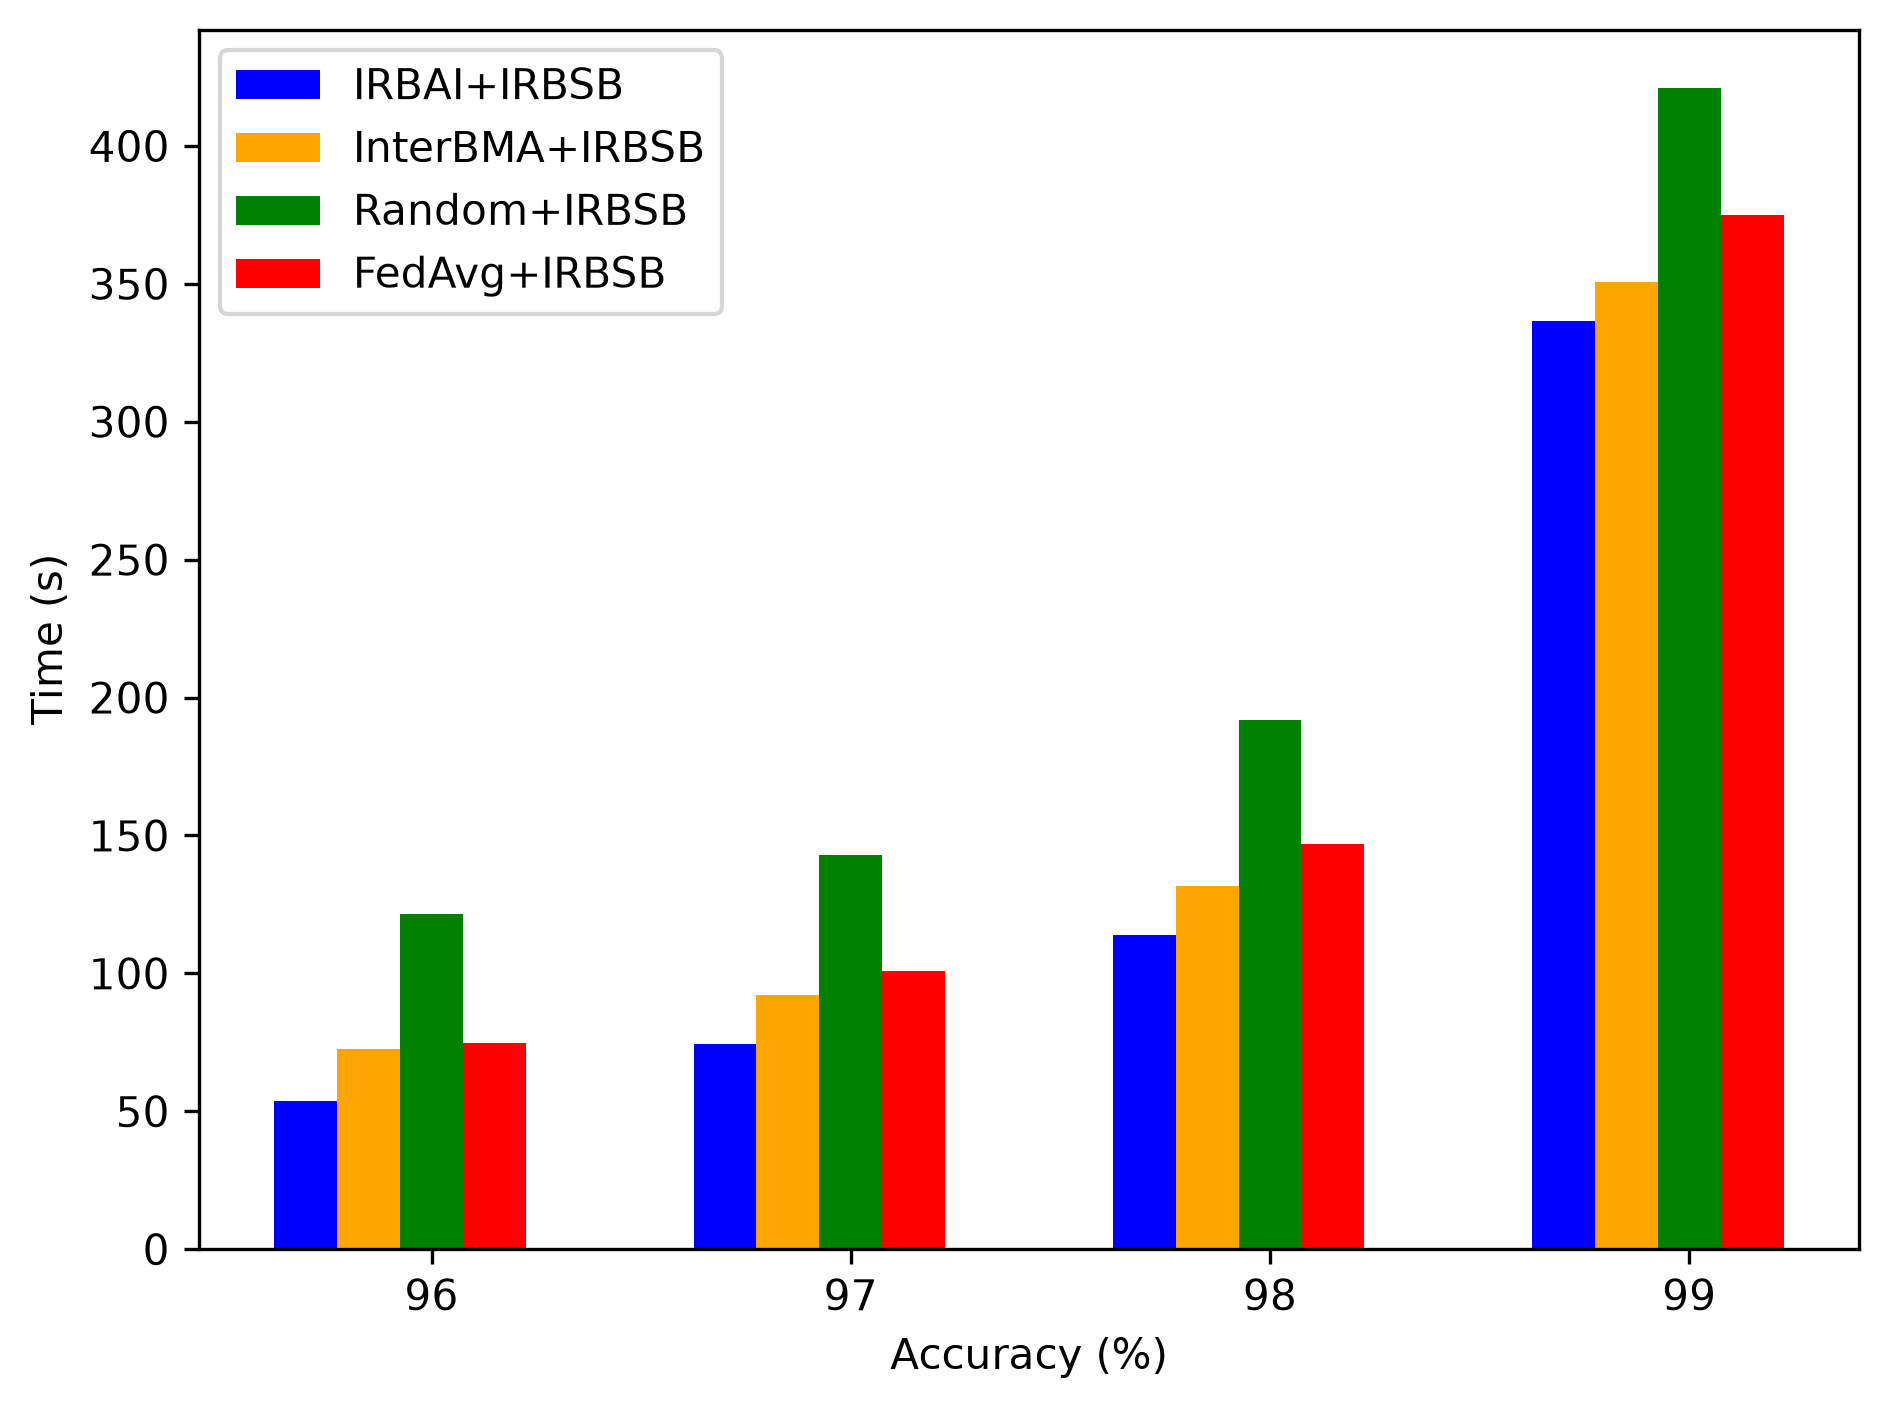 IRBAI+IRBSB
InterBMA+IRBSB
Random+IRBSB
FedAvg+IRBSB
400
350
300
250
200
150
100
50
0
Time (s)
96 97 98 99
Accuracy (%)